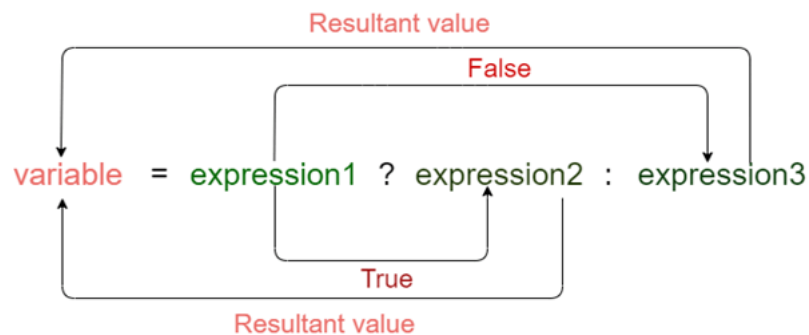 Resultant value
False
variable = expression1 ? expression2 : expression3
True
Resultant value